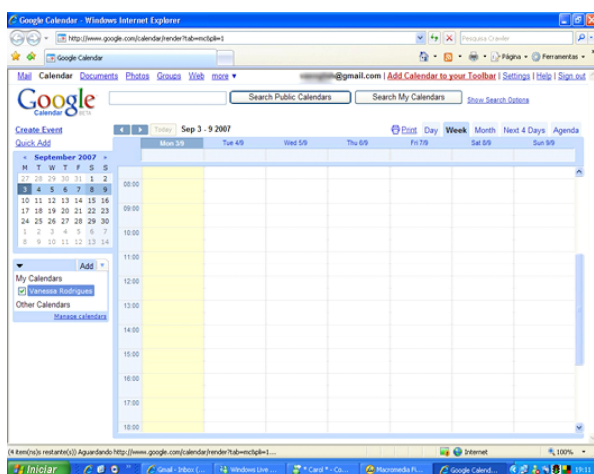 Google Calendar - Windows Internet Explorer
http://www.google.com/calendar/render?tab=mc&pli=1
Pesquisa Crawler
Google Calendar
Página
Ferramentas
Mail Calendar Documents Photos Groups Web more ▼
@gmail.com | Add Calendar to your Toolbar | Settings | Help | Sign out
Google
Calendar BETA
Search Public Calendars
Search My Calendars
Show Search Options
Create Event
Quick Add
Today
Sep 3 - 9 2007
Print
Day
Week
Month
Next 4 Days
Agenda
« September 2007 »
M T W T F S S
27 28 29 30 31 1 2
3 4 5 6 7 8 9
10 11 12 13 14 15 16
17 18 19 20 21 22 23
24 25 26 27 28 29 30
1 2 3 4 5 6 7
8 9 10 11 12 13 14
Add
My Calendars
Vanessa Rodrigues
Other Calendars
Manage calendars
Mon 3/9
Tue 4/9
Wed 5/9
Thu 6/9
Fri 7/9
Sat 8/9
Sun 9/9
08:00
09:00
10:00
11:00
12:00
13:00
14:00
15:00
16:00
17:00
18:00
(4 item(ns)s restante(s)) Aguardando http://www.google.com/calendar/render?tab=mc&pli=1...
Internet
100%
Iniciar
Gmail - Inbox (...
Windows Live ...
* Carol * - Co...
Macromedia Fi...
Google Calend...
19:11